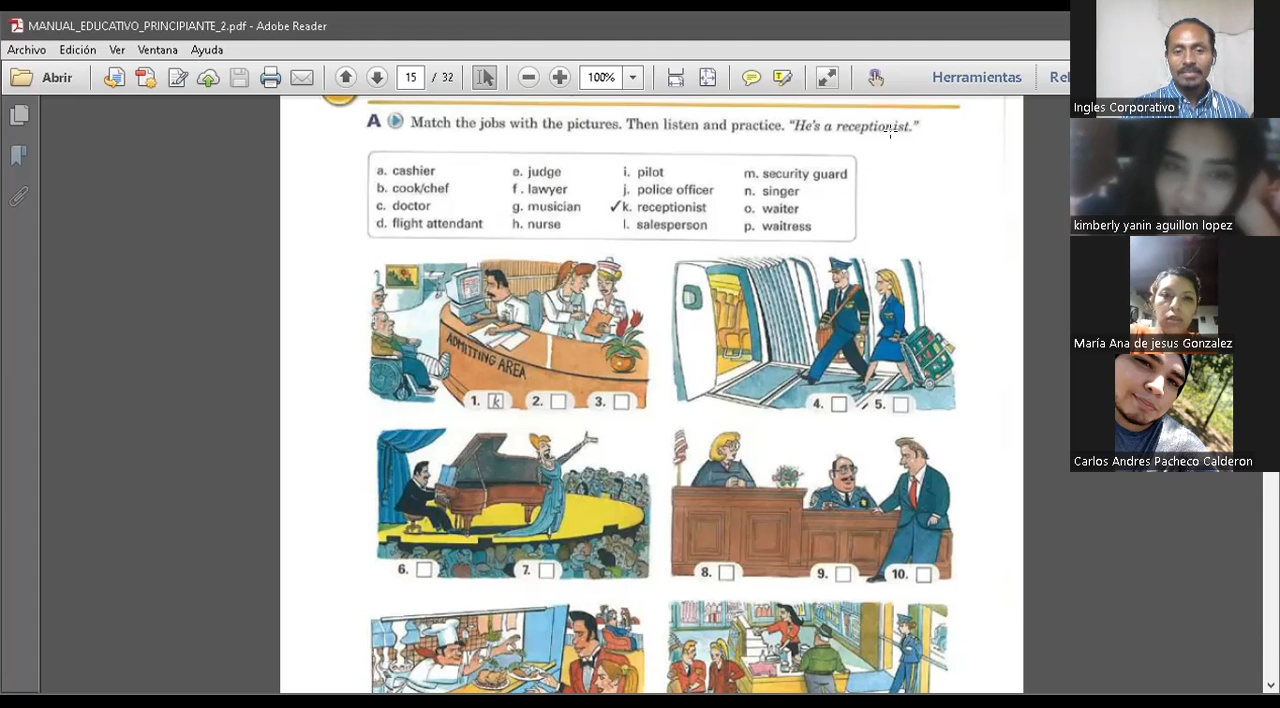 MANUAL_EDUCATIVO_PRINCIPIANTE_2.pdf - Adobe Reader
Archivo Edición Ver Ventana Ayuda
Abrir 15 / 32 100% Herramientas Rel
A Match the jobs with the pictures. Then listen and practice. "He's a receptionist."
a. cashier e. judge i. pilot m. security guard
b. cook/chef f. lawyer j. police officer n. singer
c. doctor g. musician ✓k. receptionist o. waiter
d. flight attendant h. nurse l. salesperson p. waitress
ADMITTING AREA
1. k 2. 3. 4. 5.
6. 7. 8. 9. 10.
Ingles Corporativo
kimberly yanin aguillon lopez
María Ana de jesus Gonzalez
Carlos Andres Pacheco Calderon